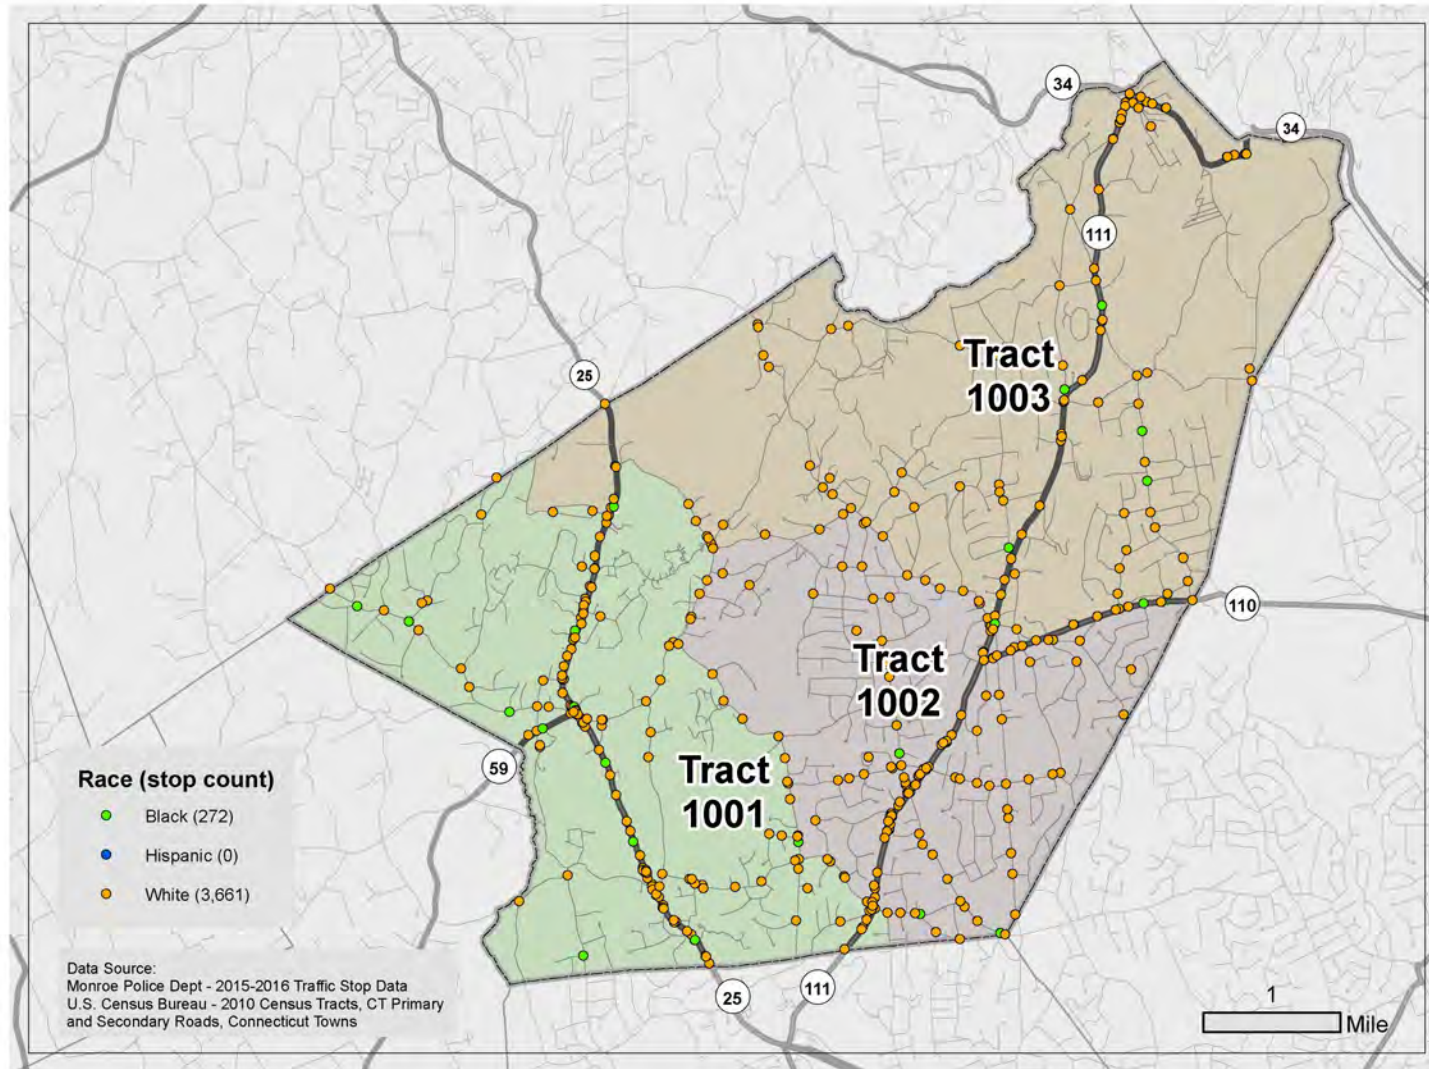 34
34
111
Tract
1003
25
110
Tract
1002
59
Tract
1001
Race (stop count)
Black (272)
Hispanic (0)
White (3,661)
Data Source:
Monroe Police Dept - 2015-2016 Traffic Stop Data
U.S. Census Bureau - 2010 Census Tracts, CT Primary
and Secondary Roads, Connecticut Towns
25
111
1
Mile